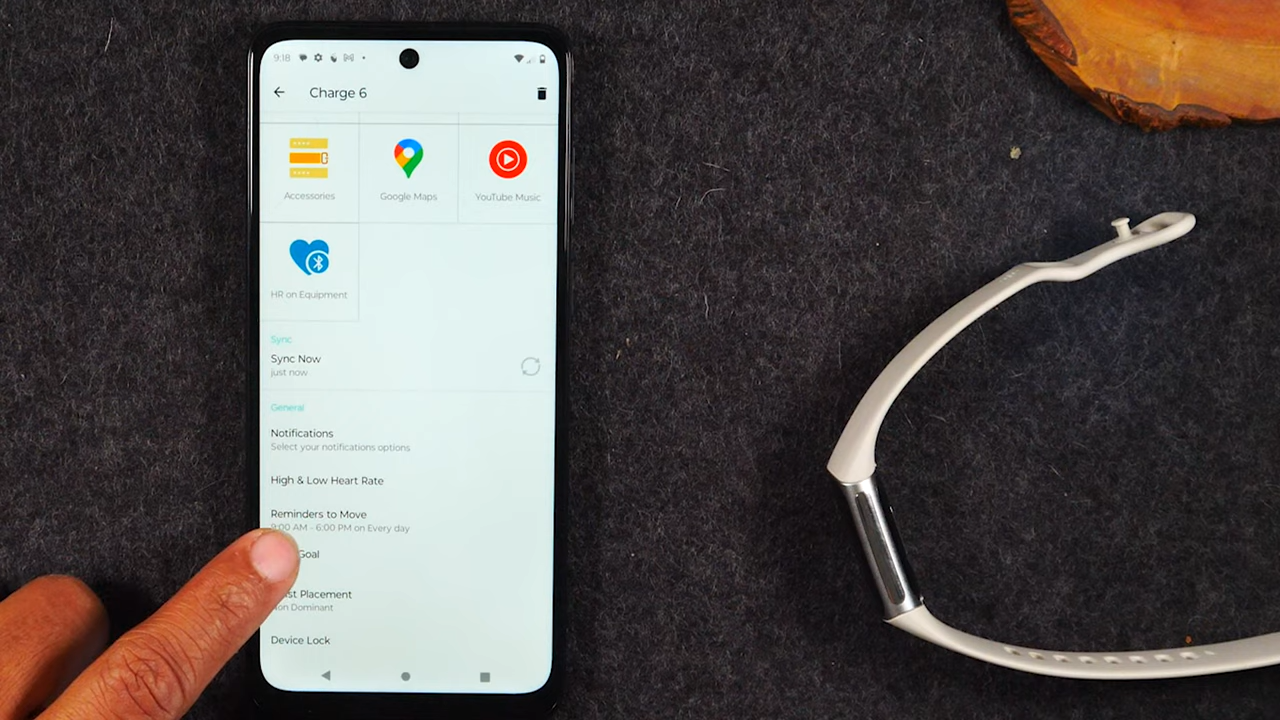 9:18
Charge 6
Accessories
Google Maps
YouTube Music
HR on Equipment
Sync
Sync Now
just now
General
Notifications
Select your notifications options
High & Low Heart Rate
Reminders to Move
9:00 AM - 6:00 PM on Every day
Goal
Placement
Non Dominant
Device Lock